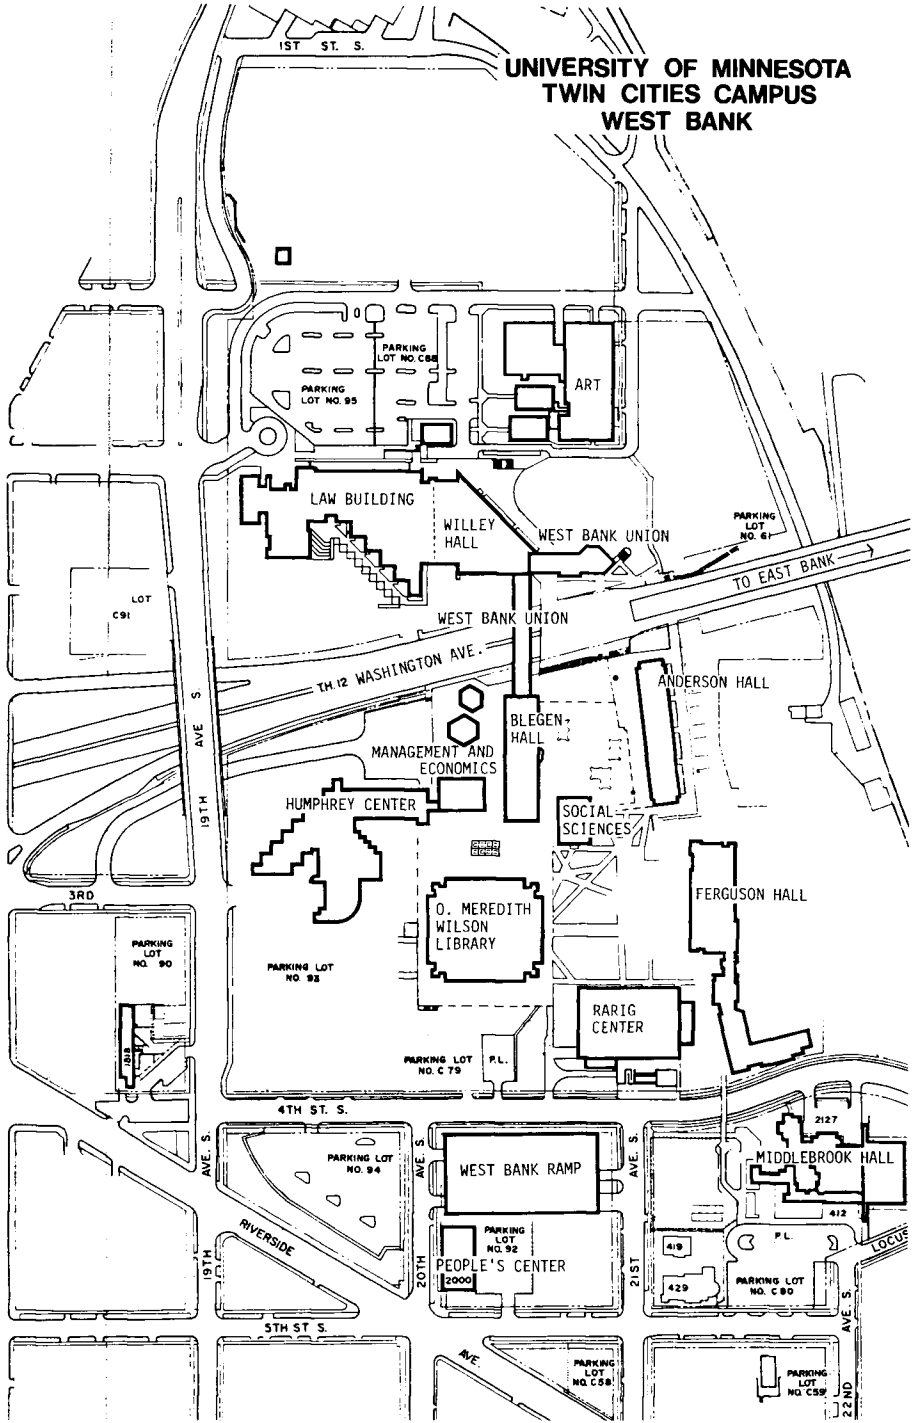 1ST ST. S.
UNIVERSITY OF MINNESOTA
TWIN CITIES CAMPUS
WEST BANK
PARKING
LOT NO. C68
PARKING
LOT NO. 95
ART
LAW BUILDING
WILLEY
HALL
WEST BANK UNION
PARKING
LOT
NO. 61
TO EAST BANK
LOT
C91
WEST BANK UNION
TH. 12 WASHINGTON AVE.
ANDERSON HALL
BLEGEN
HALL
MANAGEMENT AND
ECONOMICS
19TH AVE S.
HUMPHREY CENTER
SOCIAL
SCIENCES
3RD
FERGUSON HALL
O. MEREDITH
WILSON
LIBRARY
PARKING
LOT
NO. 90
PARKING LOT
NO. 93
RARIG
CENTER
1818
PARKING LOT
NO. C 79
P.L.
4TH ST. S.
2127
PARKING LOT
NO. 94
WEST BANK RAMP
MIDDLEBROOK HALL
19TH AVE. S.
20TH AVE. S.
21ST AVE. S.
412
RIVERSIDE
PARKING
LOT
NO. 92
P.L.
LOCUS
419
PEOPLE'S CENTER
2000
429
PARKING LOT
NO. C 80
5TH ST S.
AVE.
PARKING
LOT
NO. C58
PARKING
LOT
NO. C59
22ND AVE. S.